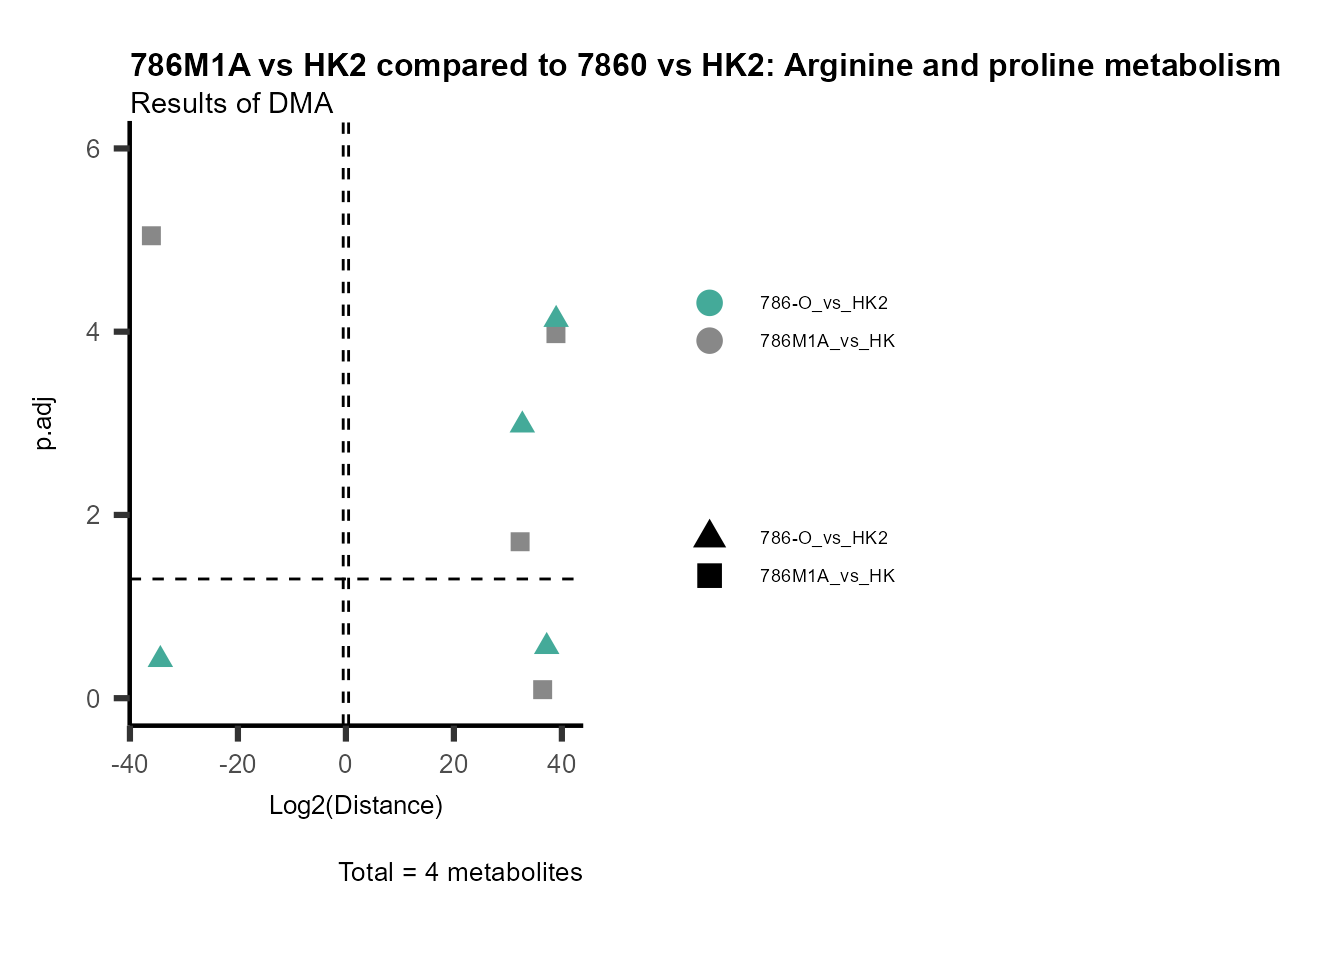 786M1A vs HK2 compared to 7860 vs HK2: Arginine and proline metabolism
Results of DMA
6
4
2
0
p.adj
-40 -20 0 20 40
Log2(Distance)
786-O_vs_HK2
786M1A_vs_HK
786-O_vs_HK2
786M1A_vs_HK
Total = 4 metabolites